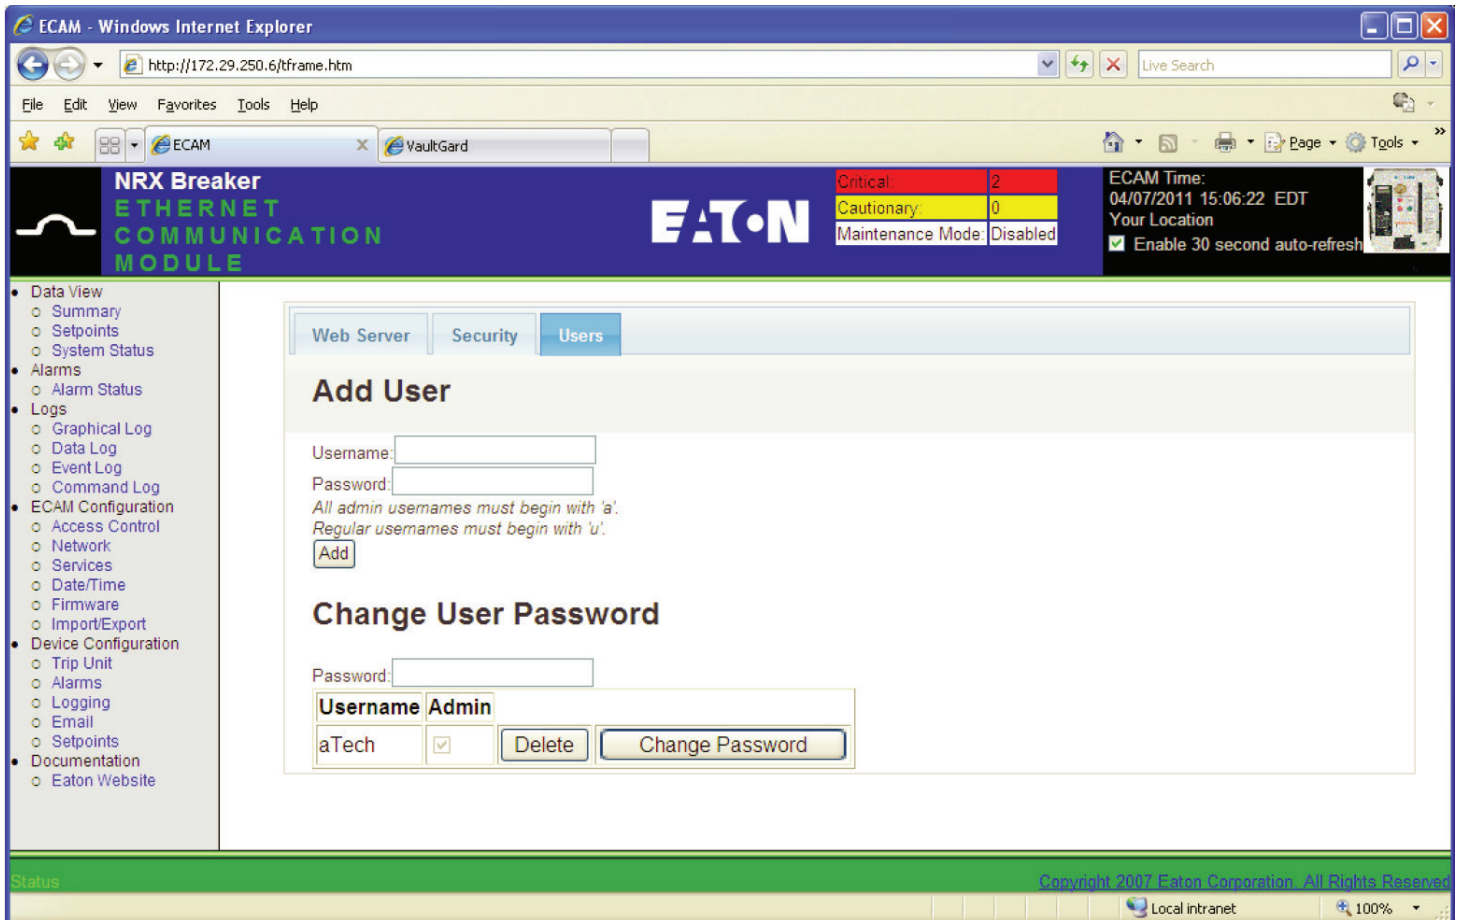 ECAM - Windows Internet Explorer
http://172.29.250.6/tframe.htm
Live Search
File Edit View Favorites Tools Help
ECAM
VaultGard
Page
Tools
NRX Breaker
ETHERNET
COMMUNICATION
MODULE
EATON
Critical: 2
Cautionary: 0
Maintenance Mode: Disabled
ECAM Time:
04/07/2011 15:06:22 EDT
Your Location
Enable 30 second auto-refresh
Data View
Summary
Setpoints
System Status
Alarms
Alarm Status
Logs
Graphical Log
Data Log
Event Log
Command Log
ECAM Configuration
Access Control
Network
Services
Date/Time
Firmware
Import/Export
Device Configuration
Trip Unit
Alarms
Logging
Email
Setpoints
Documentation
Eaton Website
Web Server Security Users
Add User
Username:
Password:
All admin usernames must begin with 'a'.
Regular usernames must begin with 'u'.
Add
Change User Password
Password:
Username Admin
aTech Delete Change Password
Status
Copyright 2007 Eaton Corporation. All Rights Reserved
Local intranet
100%